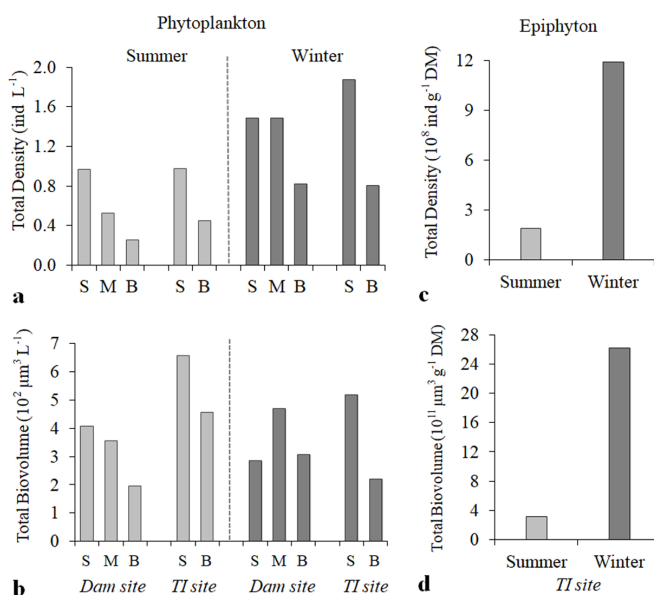 Phytoplankton
Summer
Winter
Total Density (ind L⁻¹)
2.0
1.6
1.2
0.8
0.4
0.0
S M B S B S M B S B
a
Epiphyton
Total Density (10⁸ ind g⁻¹ DM)
12
9
6
3
0
Summer Winter
c
Total Biovolume (10² µm³ L⁻¹)
7
6
5
4
3
2
1
0
S M B S B S M B S B
b Dam site TI site Dam site TI site
Total Biovolume (10¹¹ µm³ g⁻¹ DM)
28
24
20
16
12
8
4
0
Summer Winter
d TI site